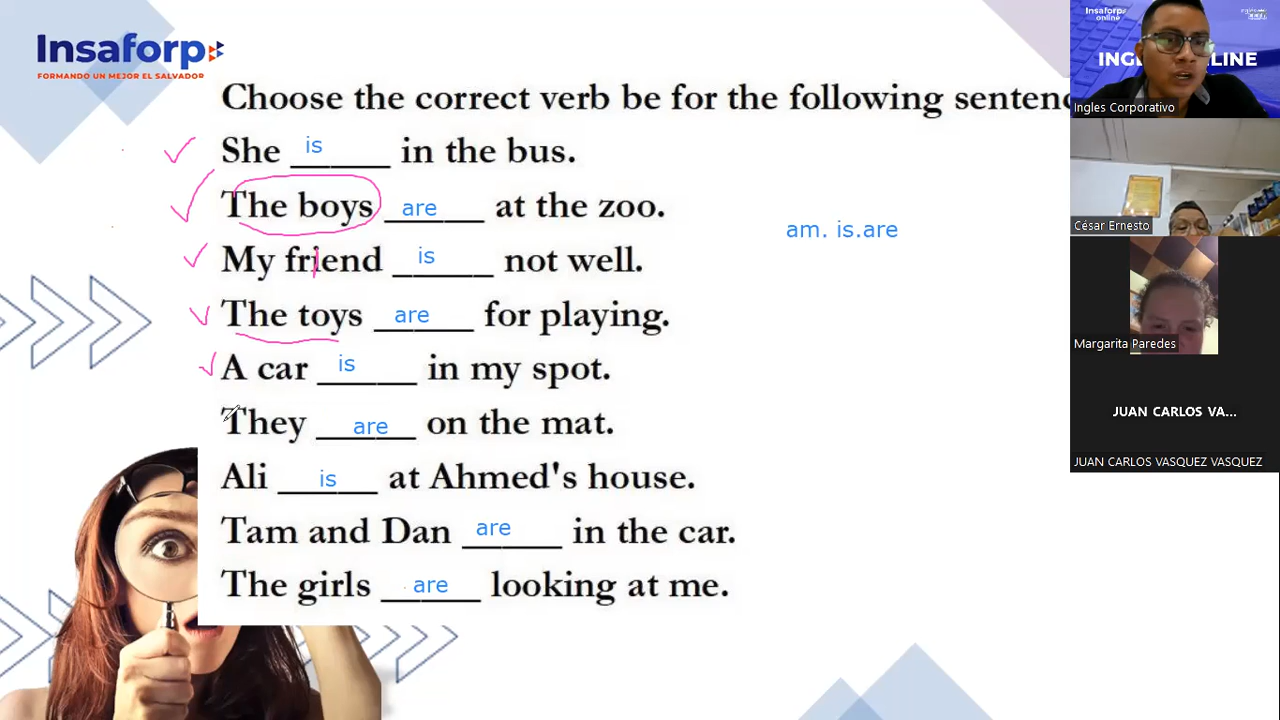 Insaforp
FORMANDO UN MEJOR EL SALVADOR
Choose the correct verb be for the following sentenc
She is in the bus.
The boys are at the zoo.
My friend is not well.
The toys are for playing.
A car is in my spot.
They are on the mat.
Ali is at Ahmed's house.
Tam and Dan are in the car.
The girls are looking at me.
am. is.are
Insaforp
online
INGL LINE
Ingles Corporativo
César Ernesto
Margarita Paredes
JUAN CARLOS VA...
JUAN CARLOS VASQUEZ VASQUEZ